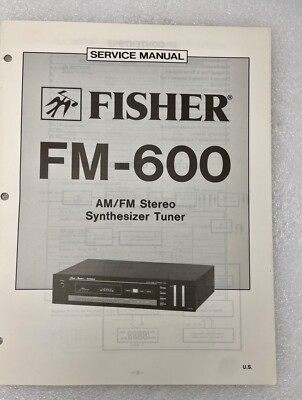 SERVICE MANUAL
FISHER®
FM-600
AM/FM Stereo
Synthesizer Tuner
U.S.